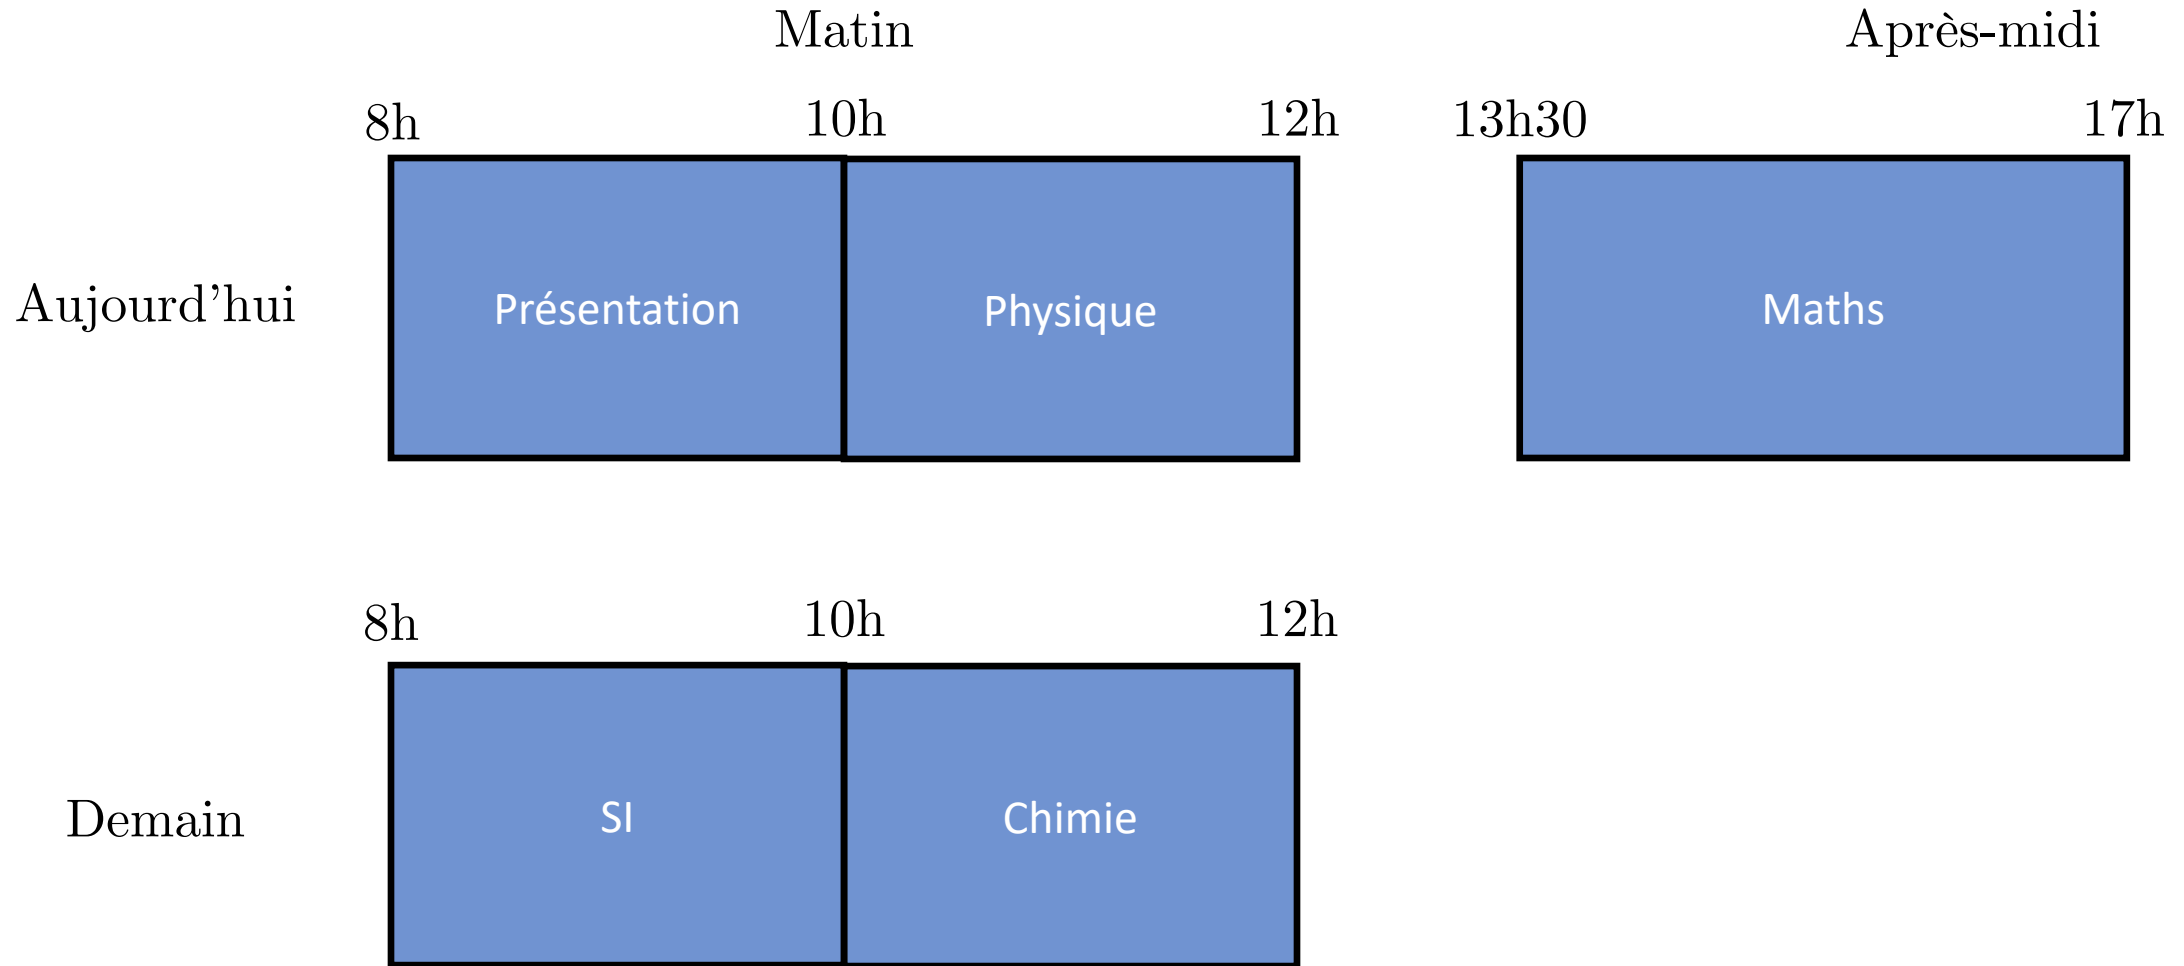 Matin Après-midi
8h 10h 12h 13h30 17h
Aujourd'hui Présentation Physique Maths
8h 10h 12h
Demain SI Chimie